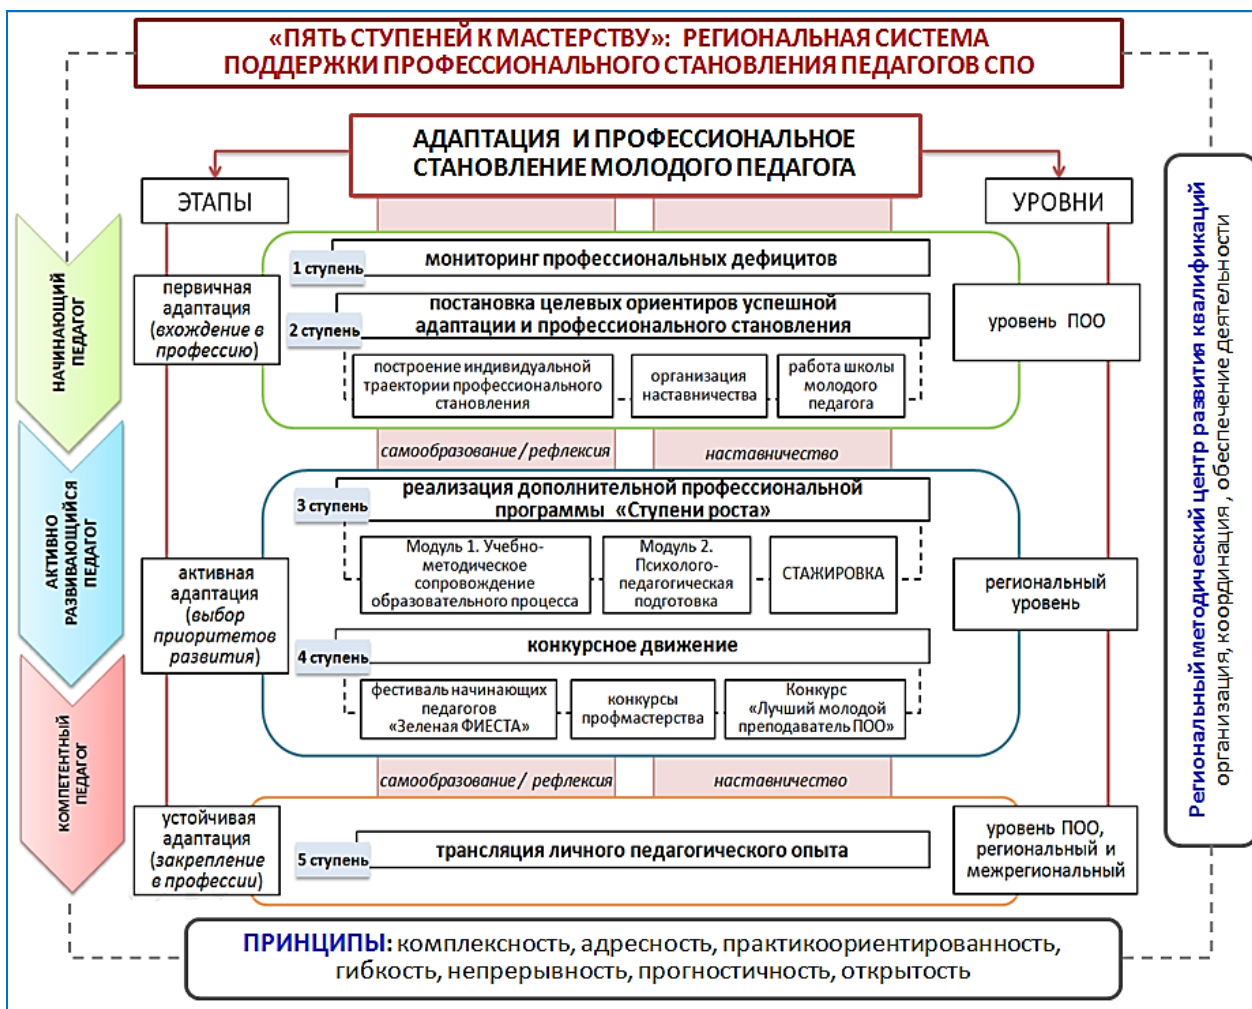 «ПЯТЬ СТУПЕНЕЙ К МАСТЕРСТВУ»: РЕГИОНАЛЬНАЯ СИСТЕМА
ПОДДЕРЖКИ ПРОФЕССИОНАЛЬНОГО СТАНОВЛЕНИЯ ПЕДАГОГОВ СПО
АДАПТАЦИЯ И ПРОФЕССИОНАЛЬНОЕ
СТАНОВЛЕНИЕ МОЛОДОГО ПЕДАГОГА
ЭТАПЫ
УРОВНИ
НАЧИНАЮЩИЙ
ПЕДАГОГ
первичная
адаптация
(вхождение в
профессию)
1 ступень
мониторинг профессиональных дефицитов
2 ступень
постановка целевых ориентиров успешной
адаптации и профессионального становления
построение индивидуальной
траектории профессионального
становления
организация
наставничества
работа школы
молодого
педагога
уровень ПОО
самообразование / рефлексия
наставничество
АКТИВНО
РАЗВИВАЮЩИЙСЯ
ПЕДАГОГ
активная
адаптация
(выбор
приоритетов
развития)
3 ступень
реализация дополнительной профессиональной
программы «Ступени роста»
Модуль 1. Учебно-
методическое
сопровождение
образовательного процесса
Модуль 2.
Психолого-
педагогическая
подготовка
СТАЖИРОВКА
региональный
уровень
4 ступень
конкурсное движение
фестиваль начинающих
педагогов
«Зеленая ФИЕСТА»
конкурсы
профмастерства
Конкурс
«Лучший молодой
преподаватель ПОО»
самообразование / рефлексия
наставничество
КОМПЕТЕНТНЫЙ
ПЕДАГОГ
устойчивая
адаптация
(закрепление
в профессии)
5 ступень
трансляция личного педагогического опыта
уровень ПОО,
региональный и
межрегиональный
Региональный методический центр развития квалификаций
организация, координация , обеспечение деятельности
ПРИНЦИПЫ: комплексность, адресность, практикоориентированность,
гибкость, непрерывность, прогностичность, открытость